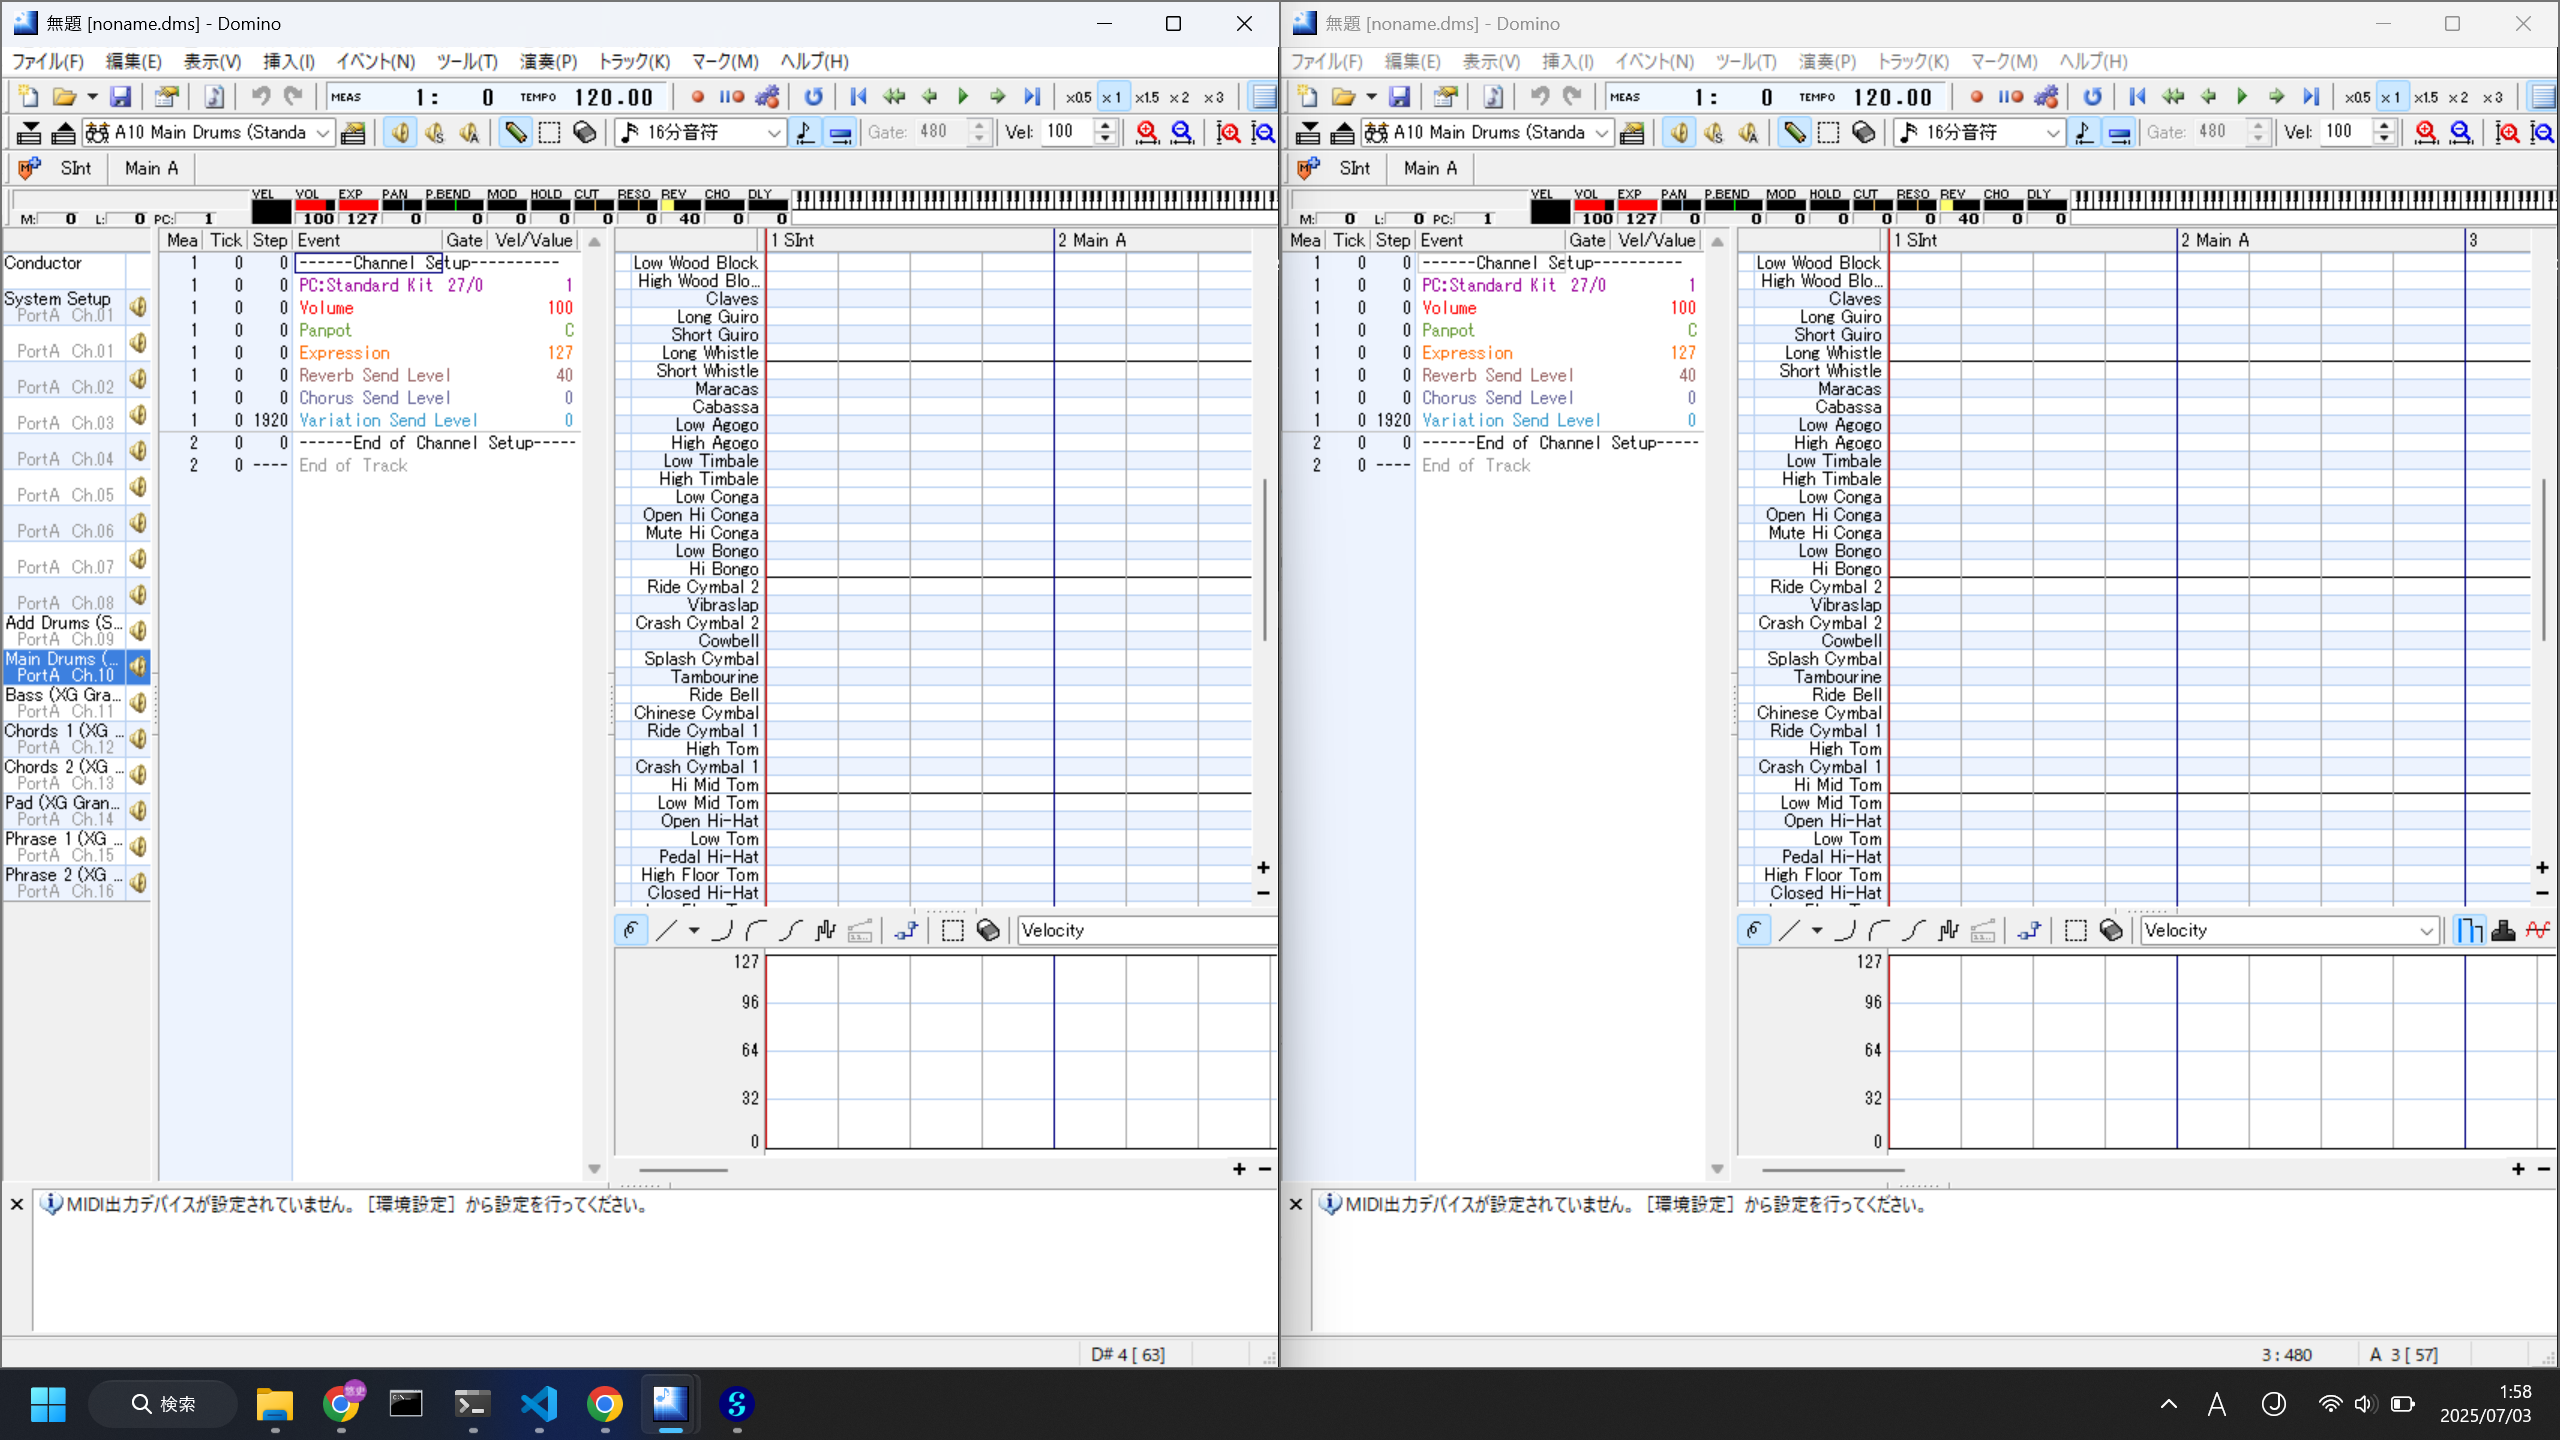 無題 [noname.dms] - Domino
ファイル(F) 編集(E) 表示(V) 挿入(I) イベント(N) ツール(T) 演奏(P) トラック(K) マーク(M) ヘルプ(H)
MEAS 1: 0 TEMPO 120.00 x0.5 x1 x1.5 x2 x3
A10 Main Drums (Standa 16分音符 Gate: 480 Vel: 100
SInt Main A
VEL VOL EXP PAN P.BEND MOD HOLD CUT RESO REV CHO DLY
M: 0 L: 0 PC: 1 100 127 0 0 0 0 0 0 40 0 0
Conductor
System Setup
PortA Ch.01
PortA Ch.01
PortA Ch.02
PortA Ch.03
PortA Ch.04
PortA Ch.05
PortA Ch.06
PortA Ch.07
PortA Ch.08
Add Drums (S...
PortA Ch.09
Main Drums (...
PortA Ch.10
Bass (XG Gra...
PortA Ch.11
Chords 1 (XG ...
PortA Ch.12
Chords 2 (XG ...
PortA Ch.13
Pad (XG Gran...
PortA Ch.14
Phrase 1 (XG ...
PortA Ch.15
Phrase 2 (XG ...
PortA Ch.16
Mea Tick Step Event Gate Vel/Value
1 0 0 ------Channel Setup----------
1 0 0 PC:Standard Kit 27/0 1
1 0 0 Volume 100
1 0 0 Panpot C
1 0 0 Expression 127
1 0 0 Reverb Send Level 40
1 0 0 Chorus Send Level 0
1 0 1920 Variation Send Level 0
2 0 0 ------End of Channel Setup-----
2 0 ---- End of Track
1 SInt 2 Main A
Low Wood Block
High Wood Blo...
Claves
Long Guiro
Short Guiro
Long Whistle
Short Whistle
Maracas
Cabassa
Low Agogo
High Agogo
Low Timbale
High Timbale
Low Conga
Open Hi Conga
Mute Hi Conga
Low Bongo
Hi Bongo
Ride Cymbal 2
Vibraslap
Crash Cymbal 2
Cowbell
Splash Cymbal
Tambourine
Ride Bell
Chinese Cymbal
Ride Cymbal 1
High Tom
Crash Cymbal 1
Hi Mid Tom
Low Mid Tom
Open Hi-Hat
Low Tom
Pedal Hi-Hat
High Floor Tom
Closed Hi-Hat
Velocity
127
96
64
32
0
MIDI出力デバイスが設定されていません。［環境設定］から設定を行ってください。
D# 4 [ 63]
無題 [noname.dms] - Domino
ファイル(F) 編集(E) 表示(V) 挿入(I) イベント(N) ツール(T) 演奏(P) トラック(K) マーク(M) ヘルプ(H)
MEAS 1: 0 TEMPO 120.00 x0.5 x1 x1.5 x2 x3
A10 Main Drums (Standa 16分音符 Gate: 480 Vel: 100
SInt Main A
VEL VOL EXP PAN P.BEND MOD HOLD CUT RESO REV CHO DLY
M: 0 L: 0 PC: 1 100 127 0 0 0 0 0 0 40 0 0
Mea Tick Step Event Gate Vel/Value
1 0 0 ------Channel Setup----------
1 0 0 PC:Standard Kit 27/0 1
1 0 0 Volume 100
1 0 0 Panpot C
1 0 0 Expression 127
1 0 0 Reverb Send Level 40
1 0 0 Chorus Send Level 0
1 0 1920 Variation Send Level 0
2 0 0 ------End of Channel Setup-----
2 0 ---- End of Track
1 SInt 2 Main A 3
Low Wood Block
High Wood Blo...
Claves
Long Guiro
Short Guiro
Long Whistle
Short Whistle
Maracas
Cabassa
Low Agogo
High Agogo
Low Timbale
High Timbale
Low Conga
Open Hi Conga
Mute Hi Conga
Low Bongo
Hi Bongo
Ride Cymbal 2
Vibraslap
Crash Cymbal 2
Cowbell
Splash Cymbal
Tambourine
Ride Bell
Chinese Cymbal
Ride Cymbal 1
High Tom
Crash Cymbal 1
Hi Mid Tom
Low Mid Tom
Open Hi-Hat
Low Tom
Pedal Hi-Hat
High Floor Tom
Closed Hi-Hat
Velocity
127
96
64
32
0
MIDI出力デバイスが設定されていません。［環境設定］から設定を行ってください。
3 : 480 A 3 [ 57]
検索
悠史
A
1:58
2025/07/03